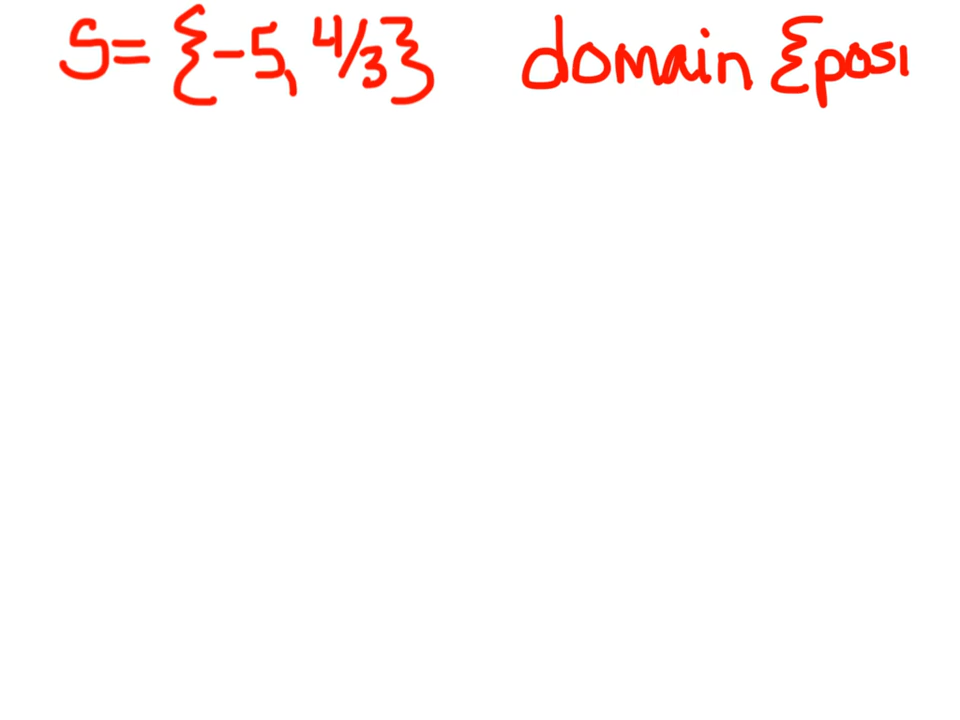 S= {-5, 4/3} domain {posi